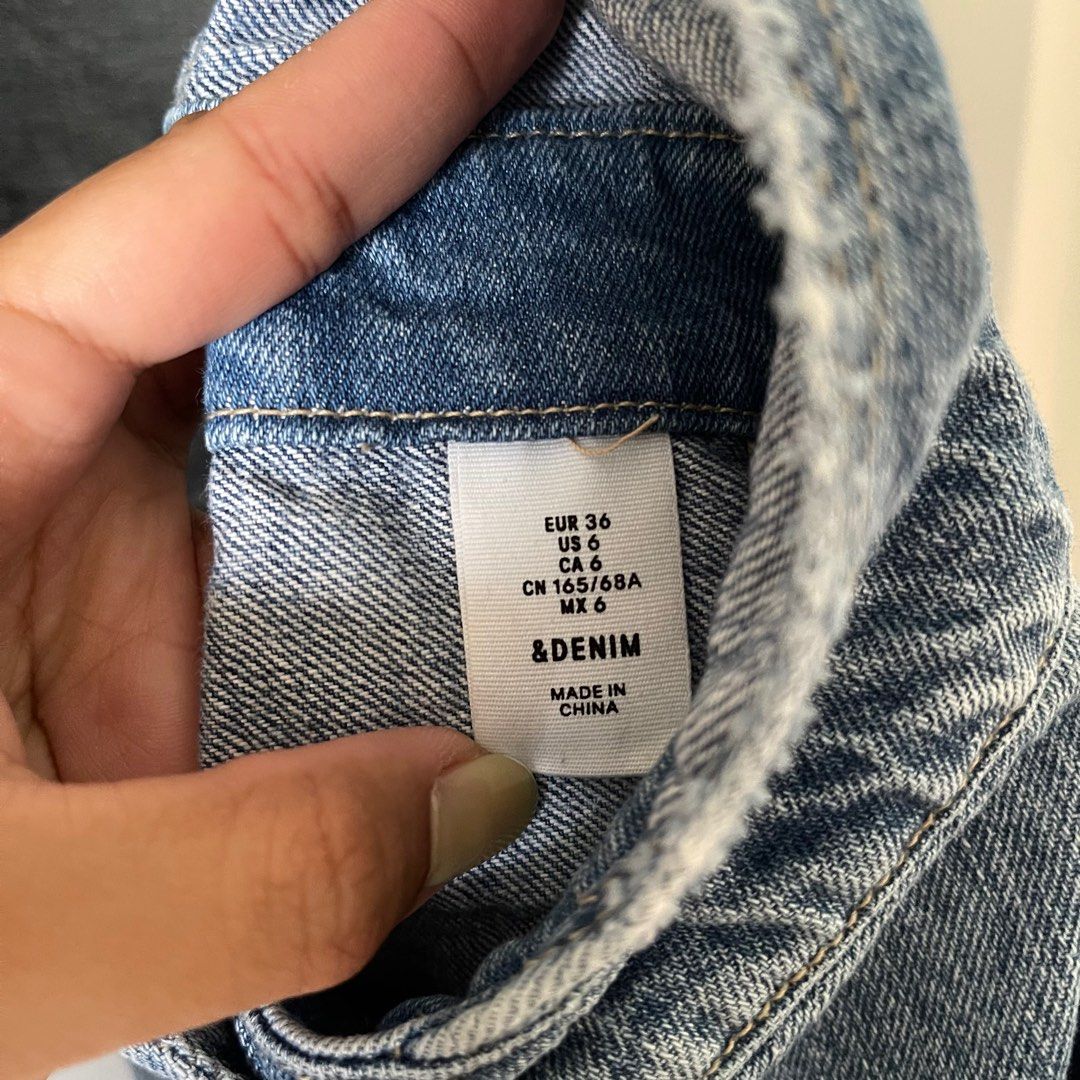 EUR 36
US 6
CA 6
CN 165/68A
MX 6
&DENIM
MADE IN
CHINA